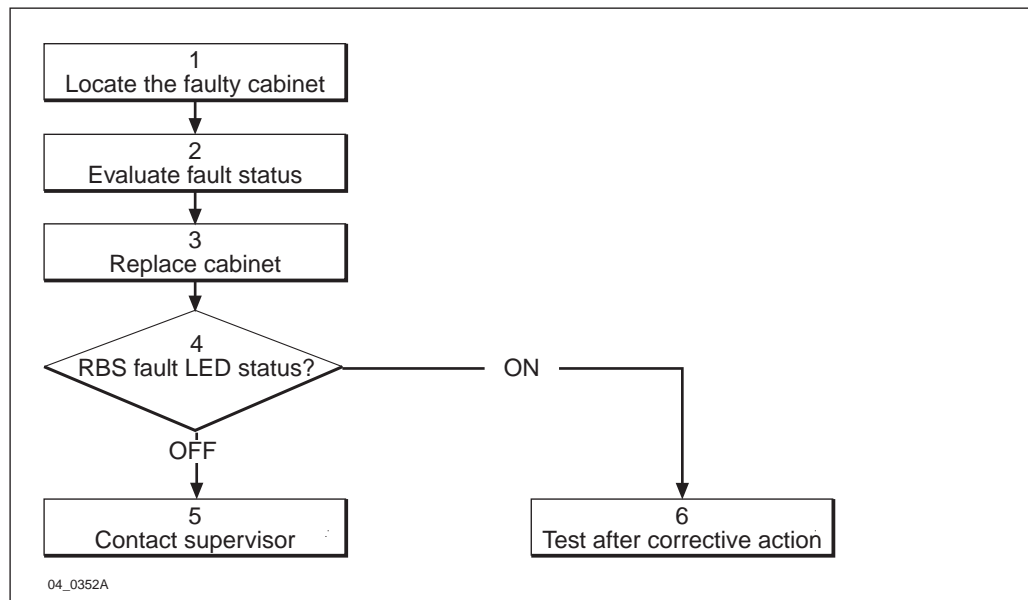 1
Locate the faulty cabinet
2
Evaluate fault status
3
Replace cabinet
4
RBS fault LED status?
ON
OFF
5
Contact supervisor
6
Test after corrective action
04_0352A